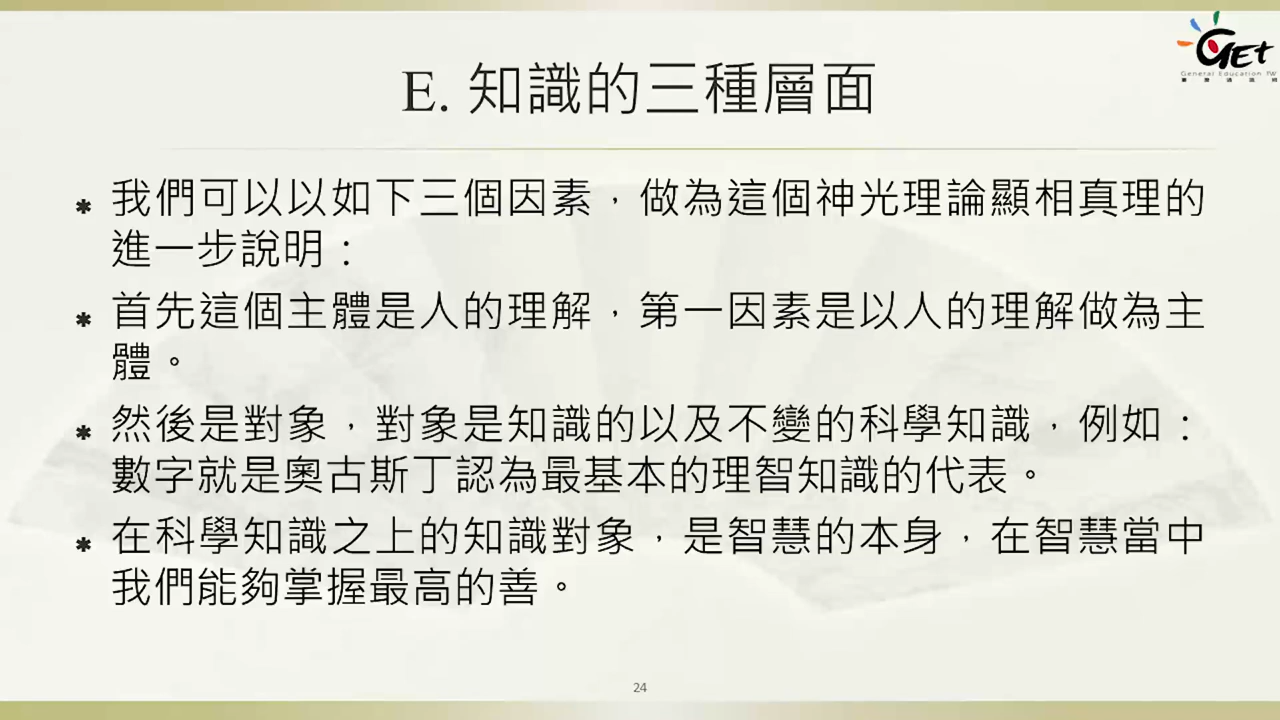 GET
General Education TW
E. 知識的三種層面
* 我們可以以如下三個因素，做為這個神光理論顯相真理的
進一步說明：
* 首先這個主體是人的理解，第一因素是以人的理解做為主
體。
* 然後是對象，對象是知識的以及不變的科學知識，例如：
數字就是奧古斯丁認為最基本的理智知識的代表。
* 在科學知識之上的知識對象，是智慧的本身，在智慧當中
我們能夠掌握最高的善。
24